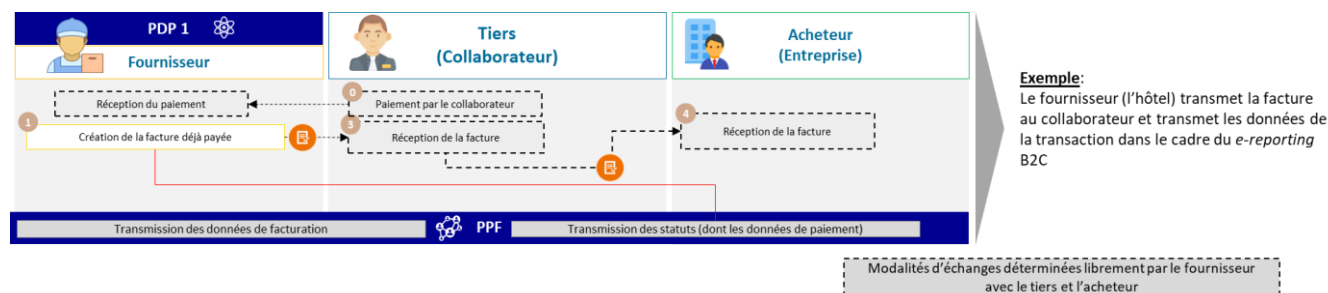 PDP 1
Fournisseur
Tiers
(Collaborateur)
Acheteur
(Entreprise)
0
Réception du paiement
Paiement par le collaborateur
1
Création de la facture déjà payée
3
Réception de la facture
4
Réception de la facture
Transmission des données de facturation
PPF
Transmission des statuts (dont les données de paiement)
Exemple:
Le fournisseur (l’hôtel) transmet la facture
au collaborateur et transmet les données de
la transaction dans le cadre du e-reporting
B2C
Modalités d’échanges déterminées librement par le fournisseur
avec le tiers et l’acheteur